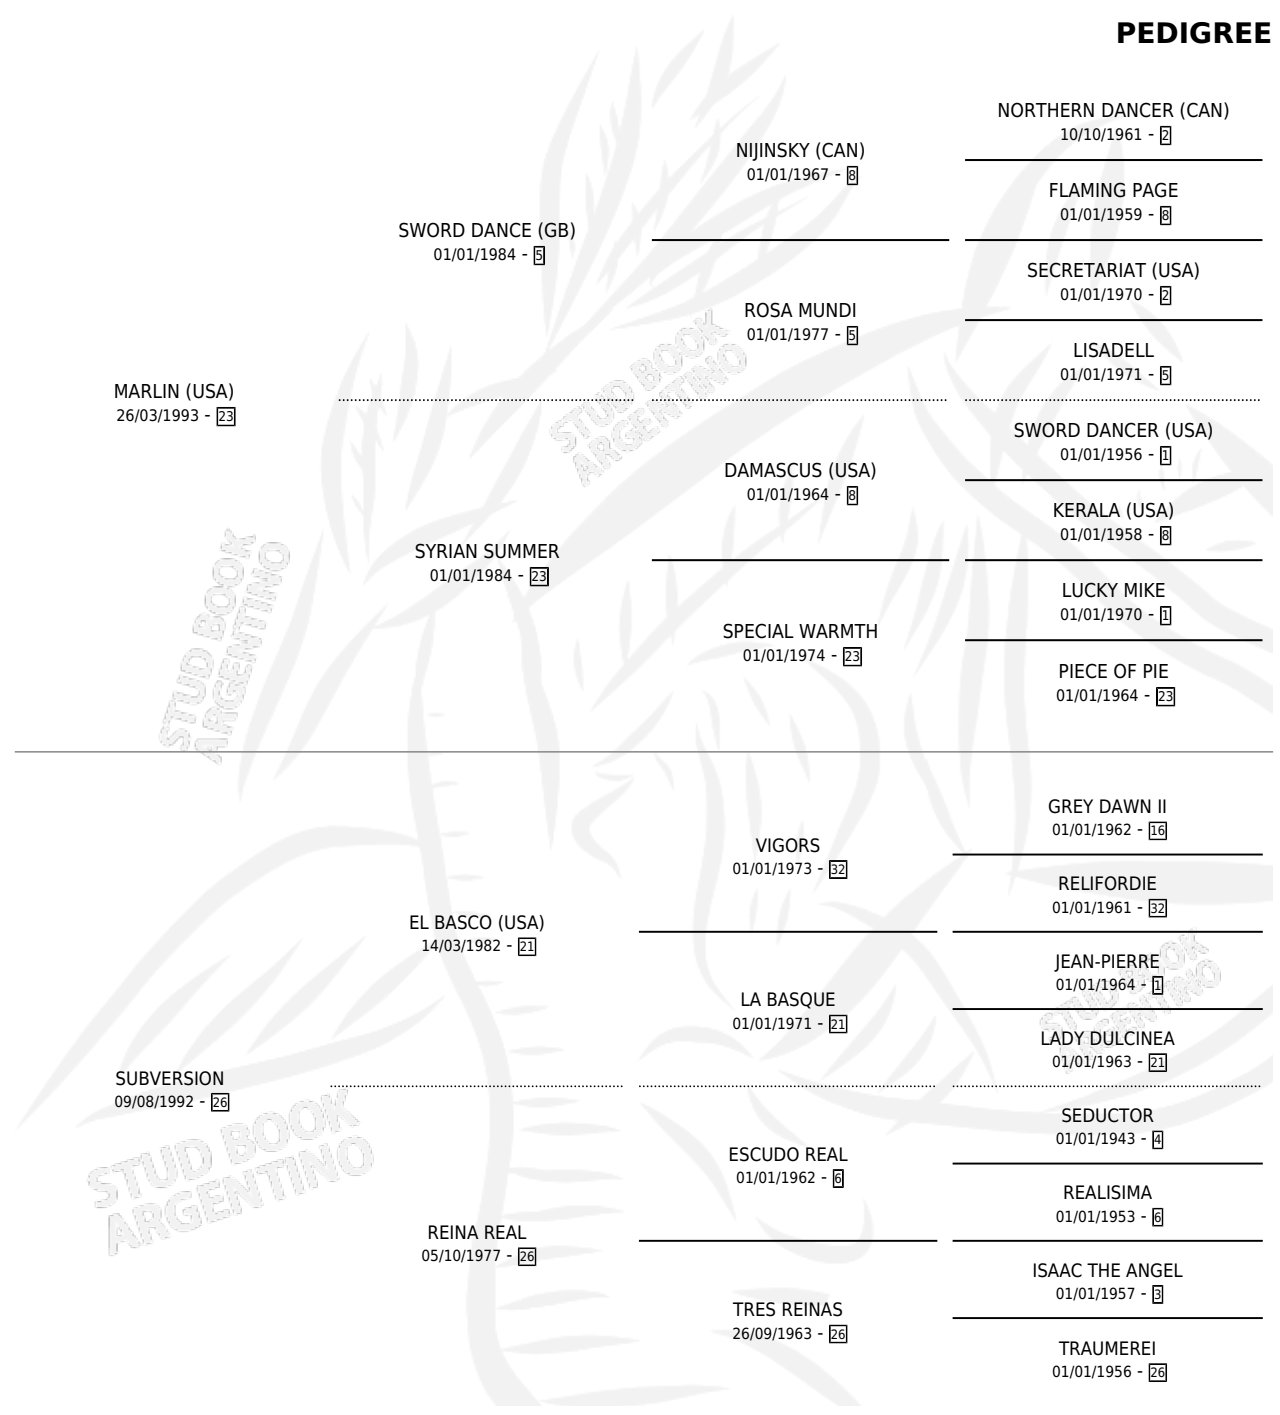 PEDIGREE
NORTHERN DANCER (CAN)
10/10/1961 - 2
NIJINSKY (CAN)
01/01/1967 - 8
FLAMING PAGE
01/01/1959 - 8
SWORD DANCE (GB)
01/01/1984 - 5
SECRETARIAT (USA)
01/01/1970 - 2
ROSA MUNDI
01/01/1977 - 5
LISADELL
01/01/1971 - 5
MARLIN (USA)
26/03/1993 - 23
SWORD DANCER (USA)
01/01/1956 - 1
DAMASCUS (USA)
01/01/1964 - 8
KERALA (USA)
01/01/1958 - 8
SYRIAN SUMMER
01/01/1984 - 23
LUCKY MIKE
01/01/1970 - 1
SPECIAL WARMTH
01/01/1974 - 23
PIECE OF PIE
01/01/1964 - 23
GREY DAWN II
01/01/1962 - 16
VIGORS
01/01/1973 - 32
RELIFORDIE
01/01/1961 - 32
EL BASCO (USA)
14/03/1982 - 21
JEAN-PIERRE
01/01/1964 - 1
LA BASQUE
01/01/1971 - 21
LADY DULCINEA
01/01/1963 - 21
SUBVERSION
09/08/1992 - 26
SEDUCTOR
01/01/1943 - 4
ESCUDO REAL
01/01/1962 - 6
REALISIMA
01/01/1953 - 6
REINA REAL
05/10/1977 - 26
ISAAC THE ANGEL
01/01/1957 - 3
TRES REINAS
26/09/1963 - 26
TRAUMEREI
01/01/1956 - 26
STUD BOOK
ARGENTINO
STUD BOOK
ARGENTINO
STUD BOOK
ARGENTINO
STUD BOOK
ARGENTINO